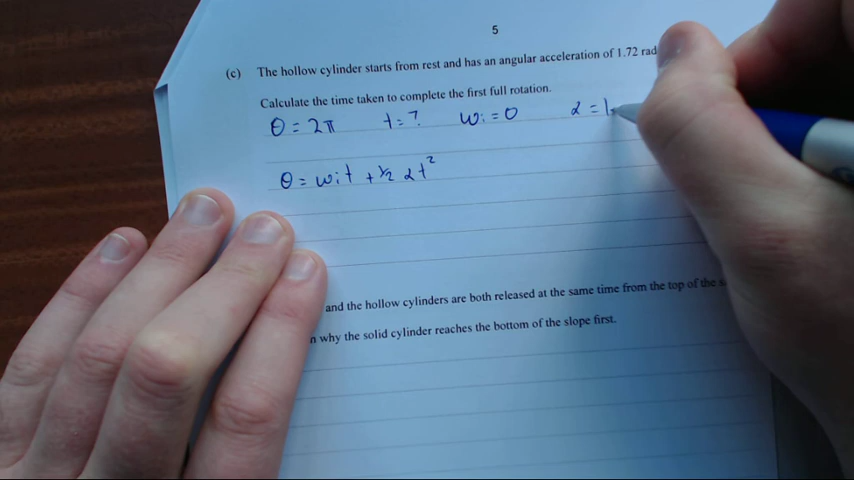 5
(c) The hollow cylinder starts from rest and has an angular acceleration of 1.72 rad
Calculate the time taken to complete the first full rotation.
θ = 2π t = ? ωi = 0 α = 1.
θ = ωit + ½ αt²
and the hollow cylinders are both released at the same time from the top of the
why the solid cylinder reaches the bottom of the slope first.